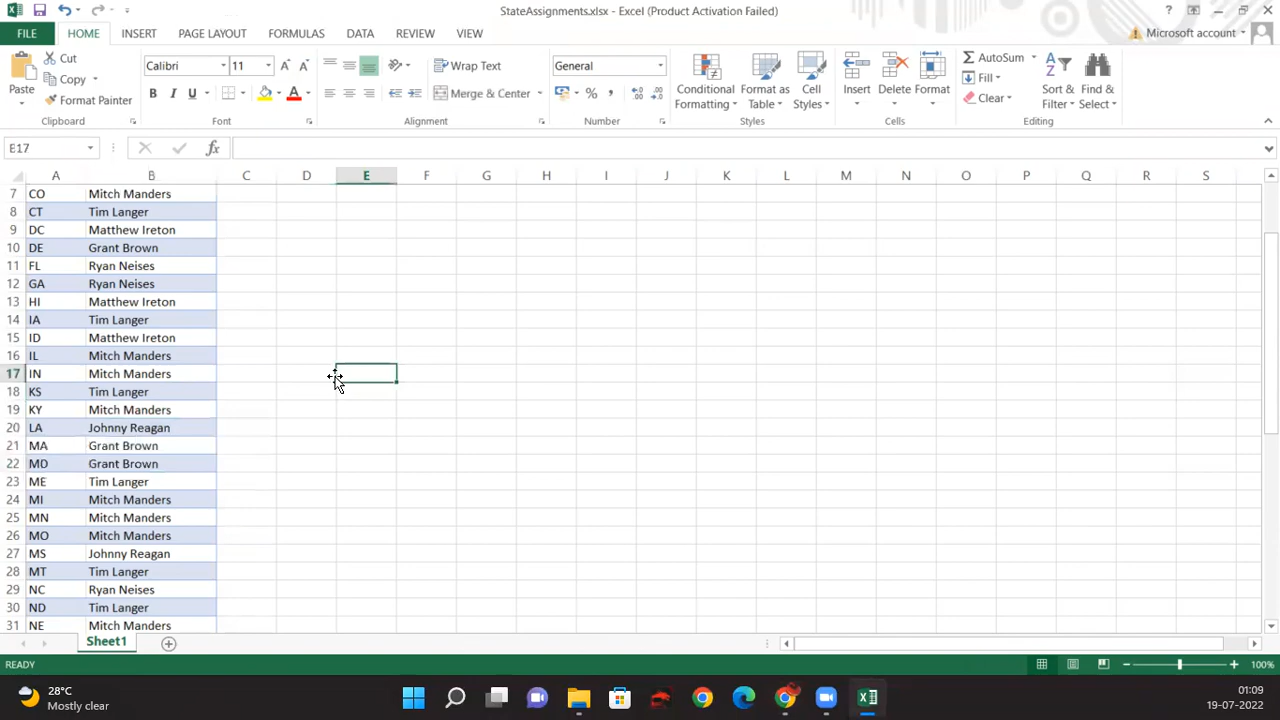 StateAssignments.xlsx - Excel (Product Activation Failed)
FILE HOME INSERT PAGE LAYOUT FORMULAS DATA REVIEW VIEW Microsoft account
Paste Cut Copy Format Painter Clipboard
Calibri 11 B I U A Font
Wrap Text Merge & Center Alignment
General % , Number
Conditional Formatting Format as Table Cell Styles Styles
Insert Delete Format Cells
AutoSum Fill Clear Sort & Filter Find & Select Editing
E17 fx
A B C D E F G H I J K L M N O P Q R S
7 CO Mitch Manders
8 CT Tim Langer
9 DC Matthew Ireton
10 DE Grant Brown
11 FL Ryan Neises
12 GA Ryan Neises
13 HI Matthew Ireton
14 IA Tim Langer
15 ID Matthew Ireton
16 IL Mitch Manders
17 IN Mitch Manders
18 KS Tim Langer
19 KY Mitch Manders
20 LA Johnny Reagan
21 MA Grant Brown
22 MD Grant Brown
23 ME Tim Langer
24 MI Mitch Manders
25 MN Mitch Manders
26 MO Mitch Manders
27 MS Johnny Reagan
28 MT Tim Langer
29 NC Ryan Neises
30 ND Tim Langer
31 NE Mitch Manders
Sheet1
READY 100%
28°C
Mostly clear
01:09
19-07-2022